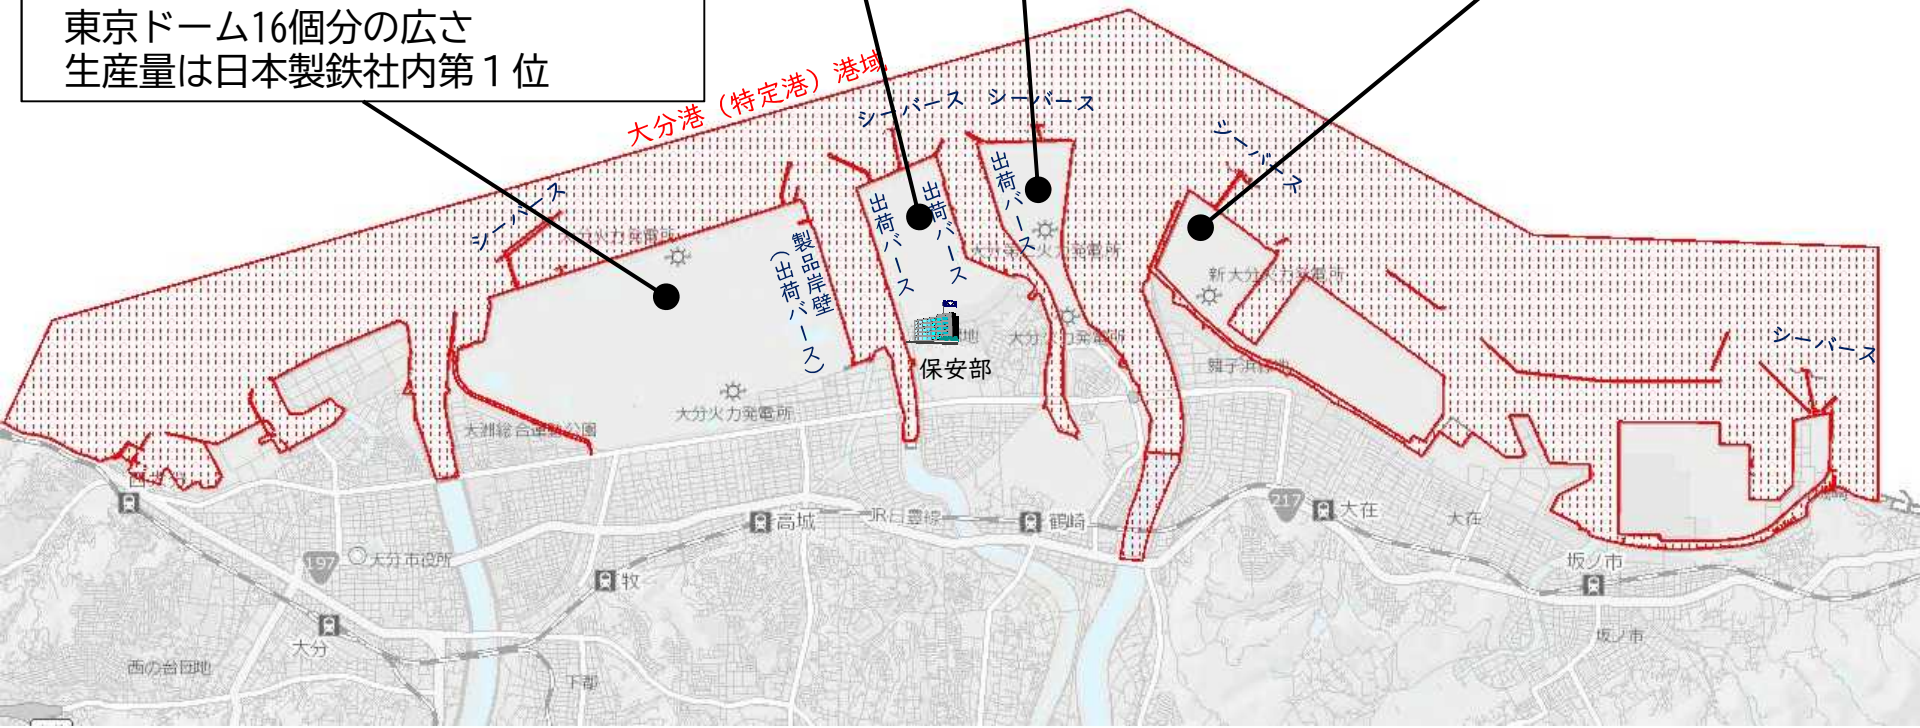 東京ドーム16個分の広さ
生産量は日本製鉄社内第１位
大分港（特定港）港域
シーバース
シーバース
シーバース
シーバース
シーバース
出荷バース
出荷バース
出荷バース
製品岸壁
（出荷バース）
大分火力発電所
新大分火力発電所
大分火力発電所
保安部
大洲総合運動公園
217
高城
JR日豊線
鶴崎
大在
大在
197
大分市役所
牧
坂ノ市
大分
坂ノ市
西の台団地
下郡